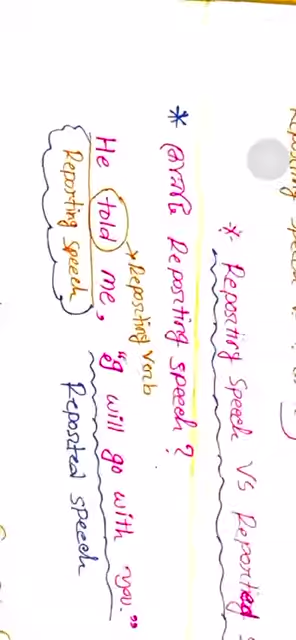 * Reporting Speech VS Reported
* Reporting speech?
Reporting verb
He told me, "I will go with you."
Reporting speech
Reported speech